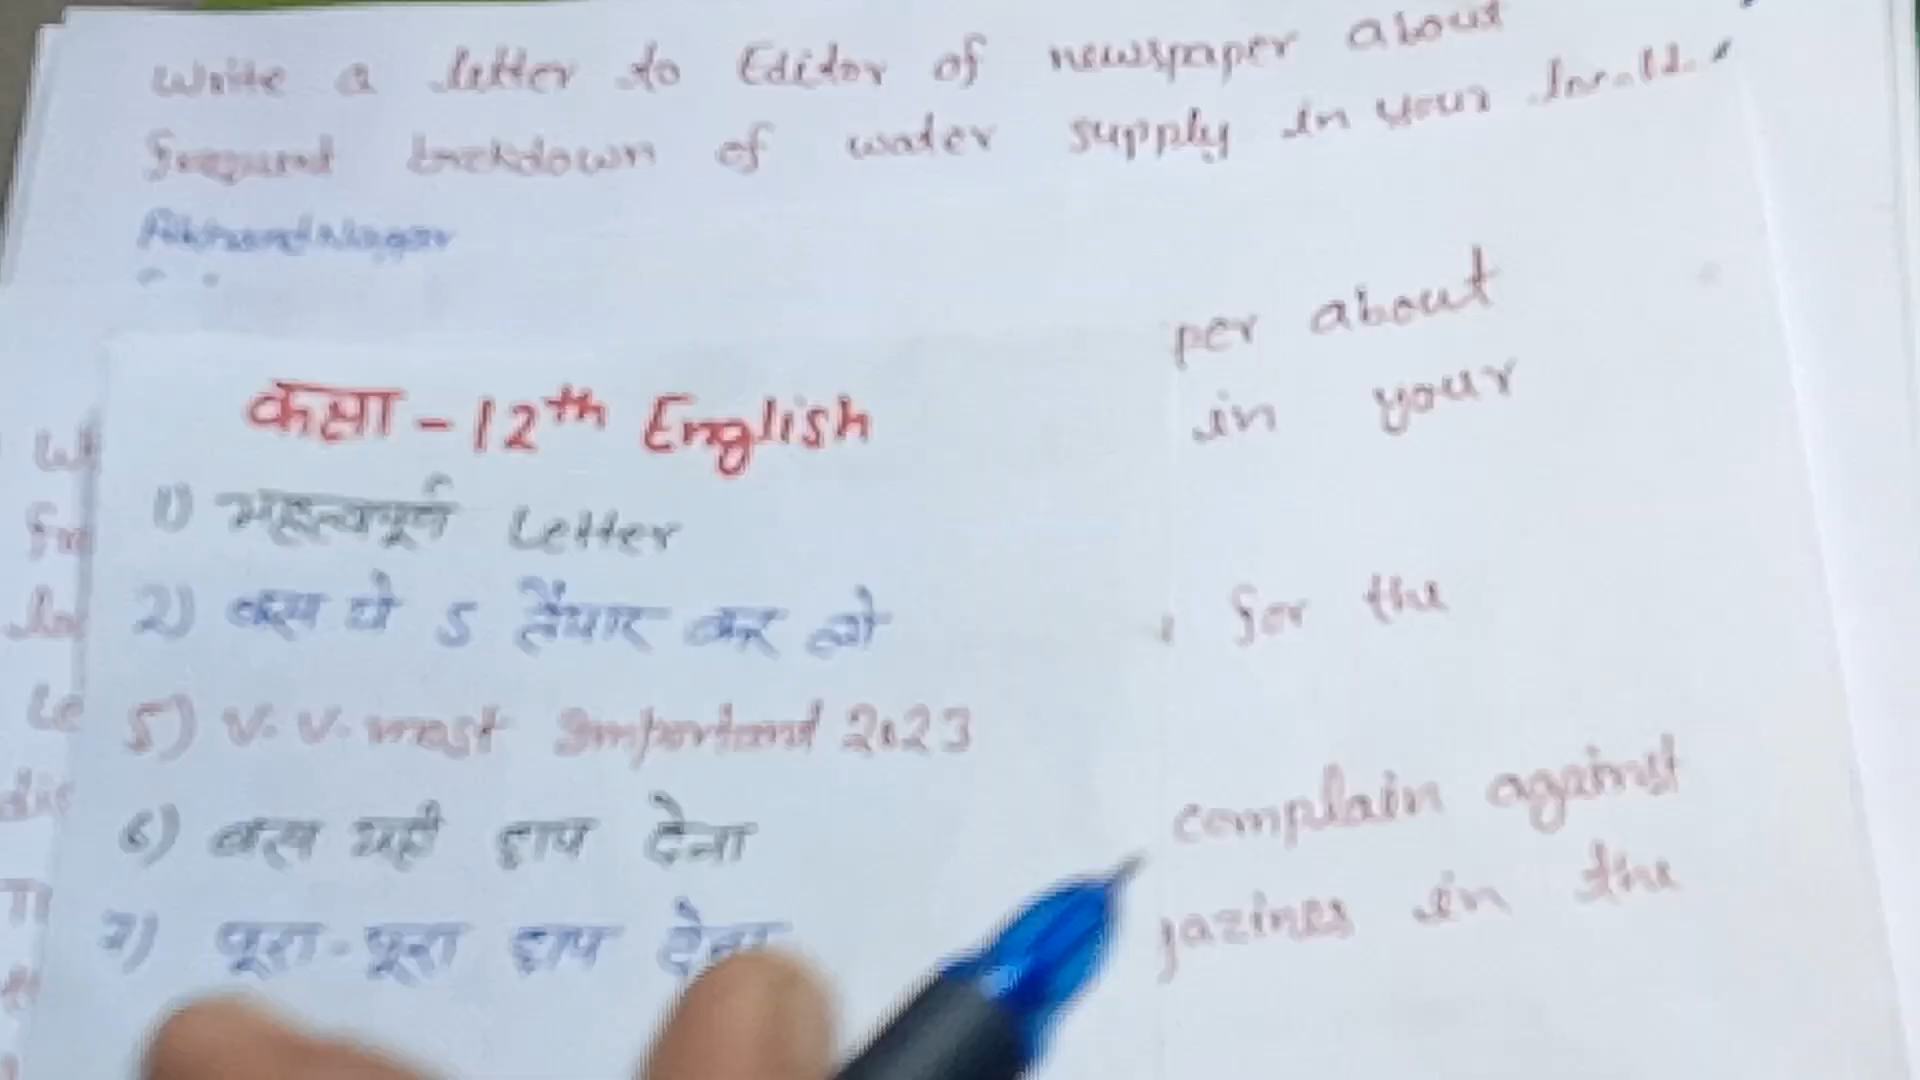 Write a letter to Editor of newspaper about
frequent breakdown of water supply in your
per about
in your
कक्षा - 12th English
1) महत्वपूर्ण Letter
2) बस ये 5 तैयार कर लो
for the
5) V. V. most Important 2023
complain against
6) बस यही छाप देना
gazines in the
7) पूरा-पूरा छाप देना